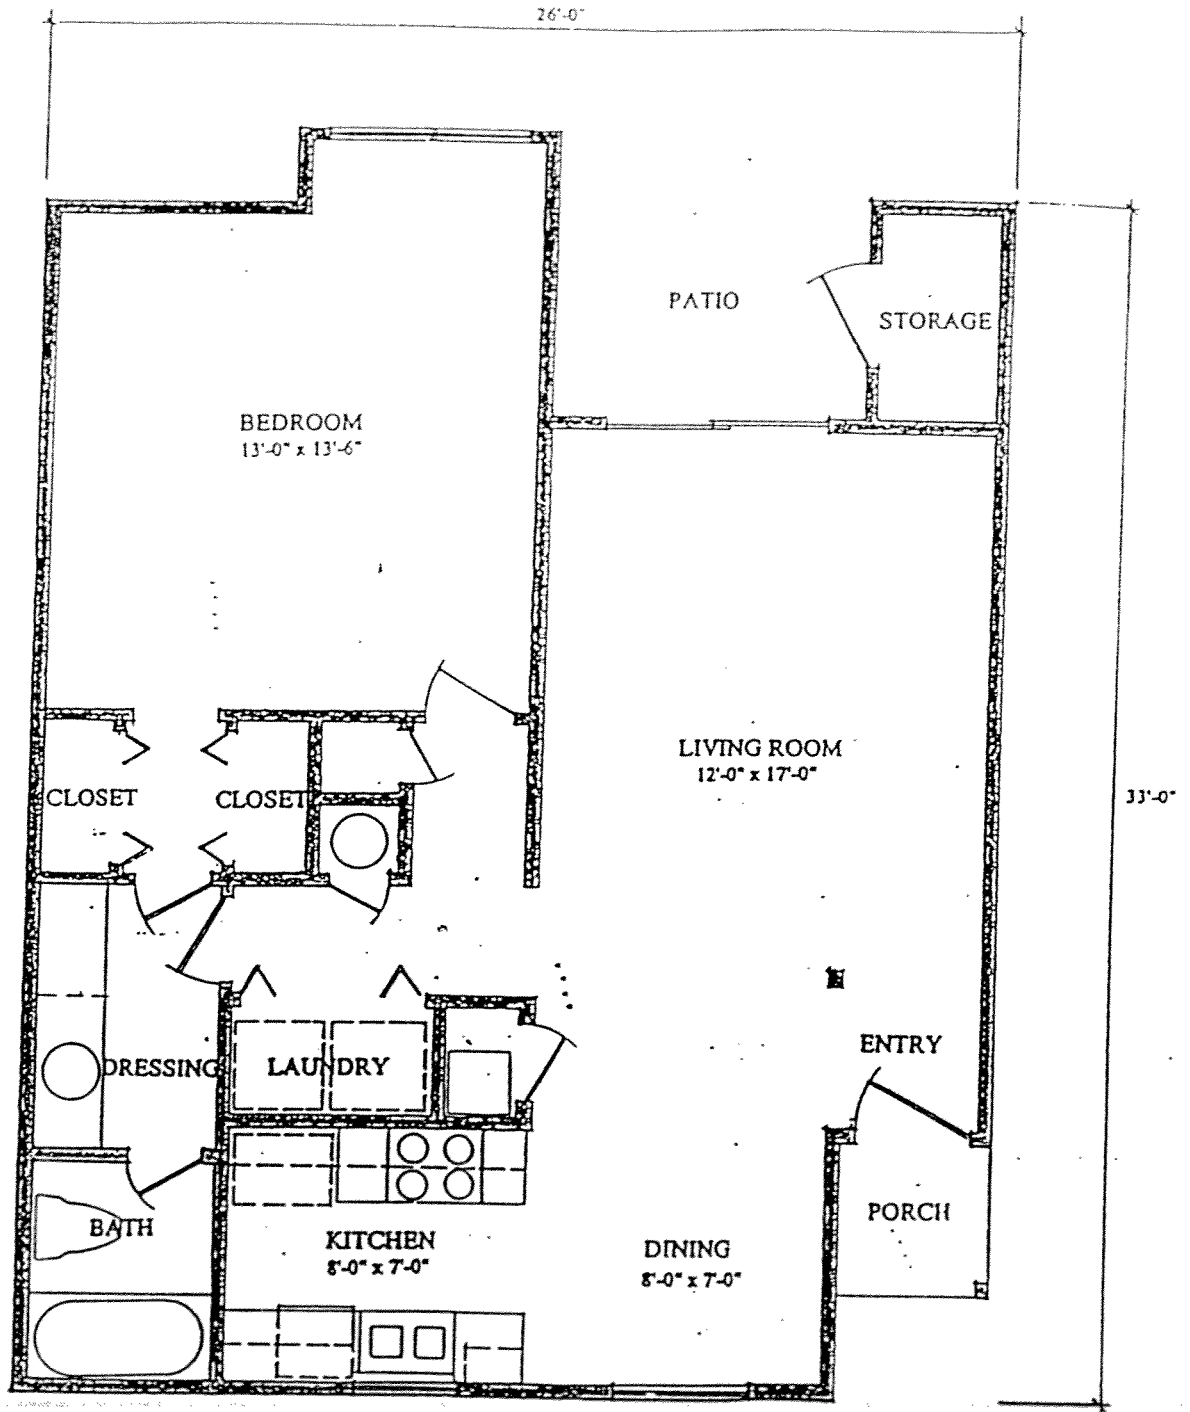 26'-0"
PATIO
STORAGE
BEDROOM
13'-0" x 13'-6"
LIVING ROOM
12'-0" x 17'-0"
33'-0"
CLOSET
CLOSET
ENTRY
DRESSING
LAUNDRY
PORCH
BATH
KITCHEN
8'-0" x 7'-0"
DINING
8'-0" x 7'-0"